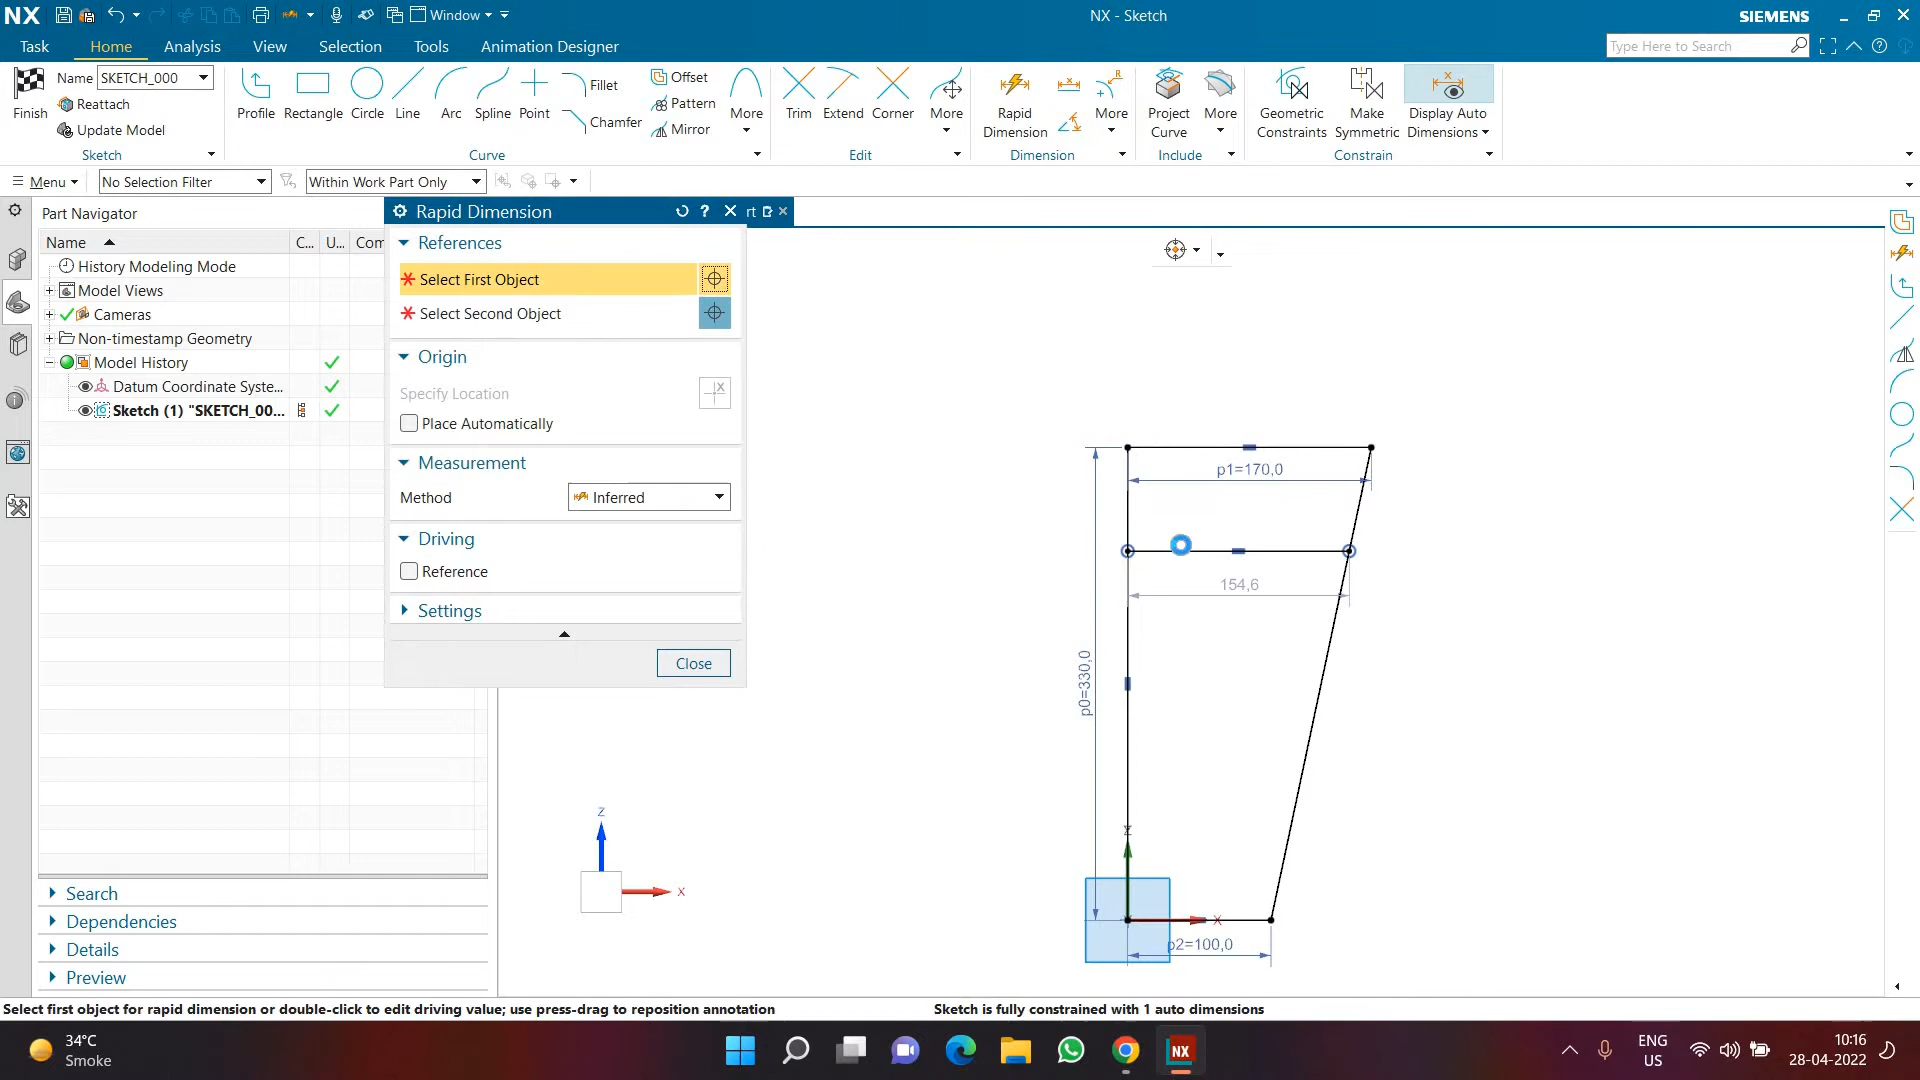 NX
Window
NX - Sketch
SIEMENS
Task
Home
Analysis
View
Selection
Tools
Animation Designer
Type Here to Search
Finish
Name
SKETCH_000
Reattach
Update Model
Sketch
Profile
Rectangle
Circle
Line
Arc
Spline
Point
Fillet
Chamfer
Offset
Pattern
Mirror
More
Curve
Trim
Extend
Corner
More
Edit
Rapid
Dimension
More
Dimension
Project
Curve
More
Include
Geometric
Constraints
Make
Symmetric
Display Auto
Dimensions
Constrain
Menu
No Selection Filter
Within Work Part Only
Part Navigator
Name
C...
U...
Com
History Modeling Mode
Model Views
Cameras
Non-timestamp Geometry
Model History
Datum Coordinate Syste...
Sketch (1) "SKETCH_00...
Search
Dependencies
Details
Preview
Rapid Dimension
rt
References
Select First Object
Select Second Object
Origin
Specify Location
Place Automatically
Measurement
Method
Inferred
Driving
Reference
Settings
Close
p1=170,0
154,6
p0=330,0
p2=100,0
Y
X
Z
X
Select first object for rapid dimension or double-click to edit driving value; use press-drag to reposition annotation
Sketch is fully constrained with 1 auto dimensions
34°C
Smoke
NX
ENG
US
10:16
28-04-2022